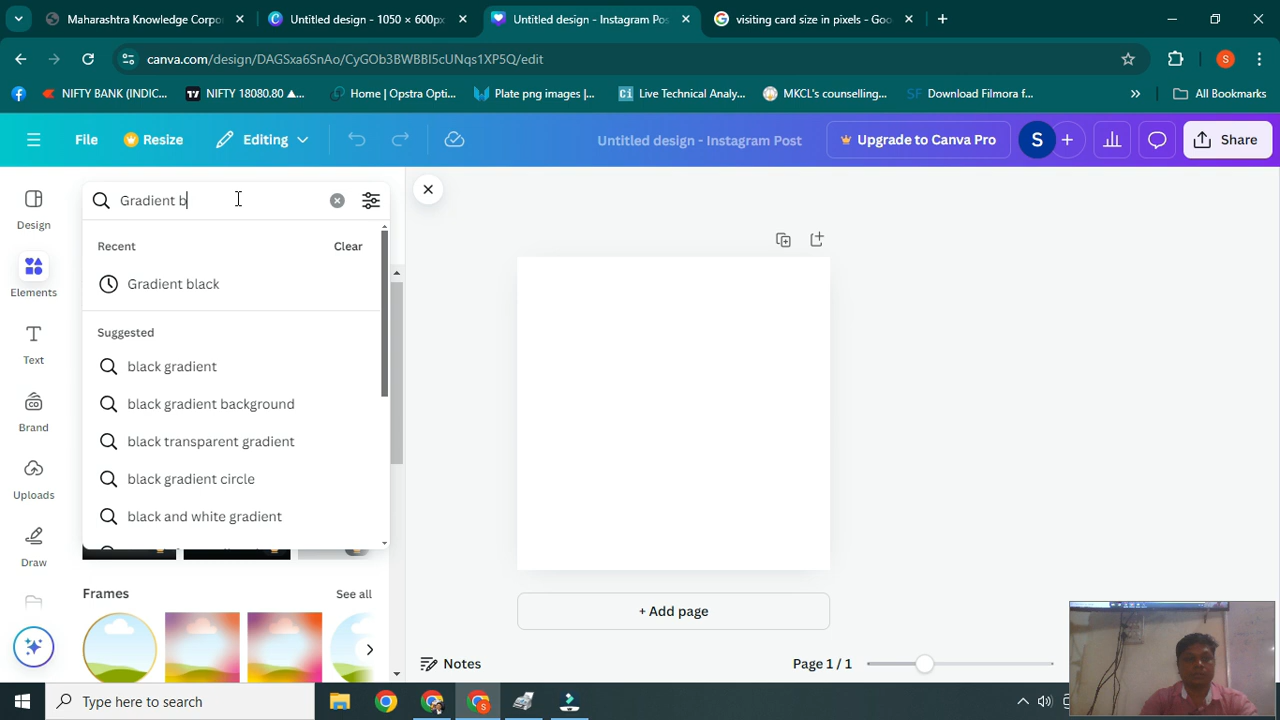 Maharashtra Knowledge Corpo
Untitled design - 1050 × 600px
Untitled design - Instagram Pos
visiting card size in pixels - Goo
canva.com/design/DAGSxa6SnAo/CyGOb3BWBBI5cUNqs1XP5Q/edit
S
NIFTY BANK (INDIC...
NIFTY 18080.80 ▲...
Home | Opstra Opti...
Plate png images |...
Live Technical Analy...
MKCL's counselling...
Download Filmora f...
All Bookmarks
File
Resize
Editing
Untitled design - Instagram Post
Upgrade to Canva Pro
S
Share
Gradient b
Design
Elements
Text
Brand
Uploads
Draw
Recent
Clear
Gradient black
Suggested
black gradient
black gradient background
black transparent gradient
black gradient circle
black and white gradient
Frames
See all
+ Add page
Notes
Page 1 / 1
Type here to search